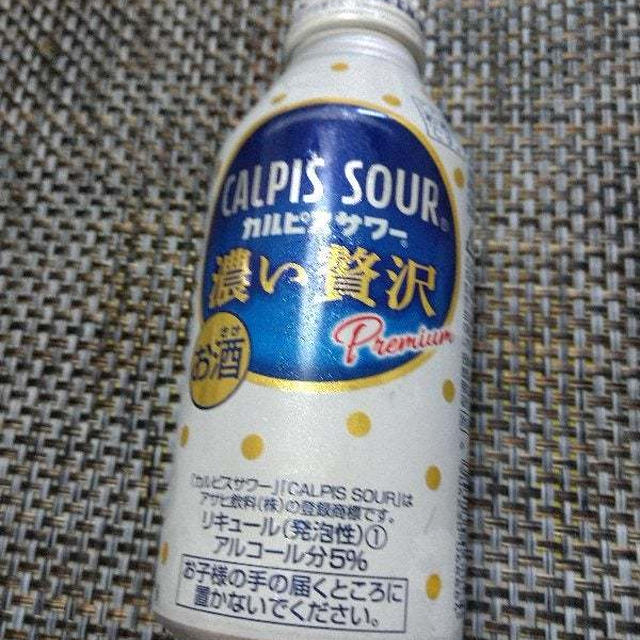 CALPIS SOUR®
カルピスサワー®
濃い贅沢
Premium
さけ
お酒
「カルピスサワー」「CALPIS SOUR」は
アサヒ飲料(株)の登録商標です。
リキュール(発泡性)①
アルコール分5%
お子様の手の届くところに
置かないでください。